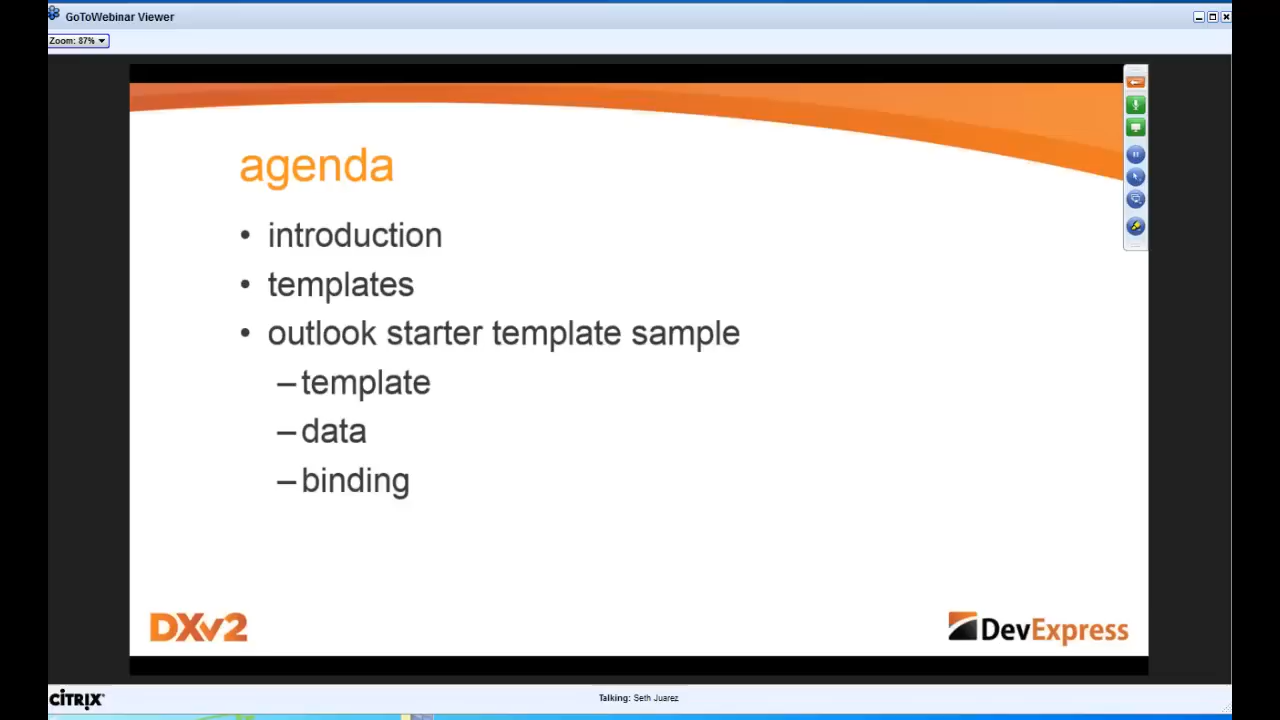 GoToWebinar Viewer
Zoom: 87%
agenda
• introduction
• templates
• outlook starter template sample
– template
– data
– binding
DXv2
DevExpress
CITRIX®
Talking: Seth Juarez